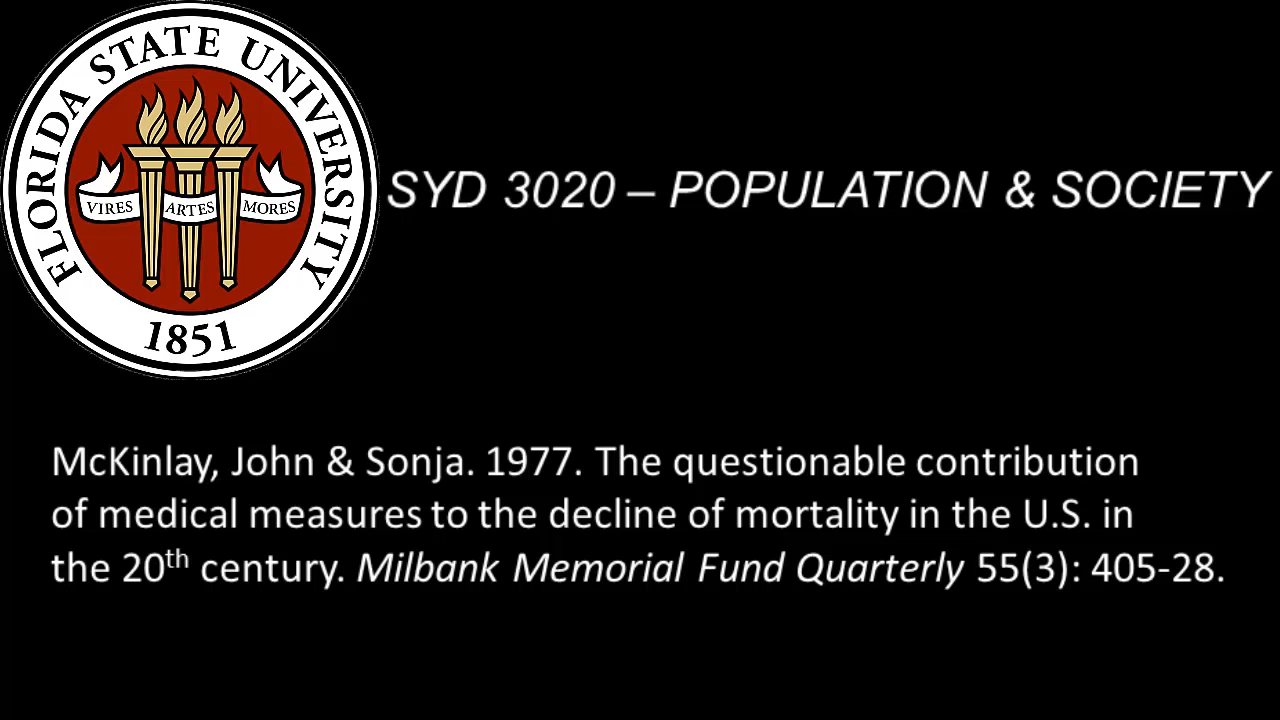 FLORIDA STATE UNIVERSITY
VIRES ARTES MORES
1851
SYD 3020 – POPULATION & SOCIETY
McKinlay, John & Sonja. 1977. The questionable contribution
of medical measures to the decline of mortality in the U.S. in
the 20th century. Milbank Memorial Fund Quarterly 55(3): 405-28.